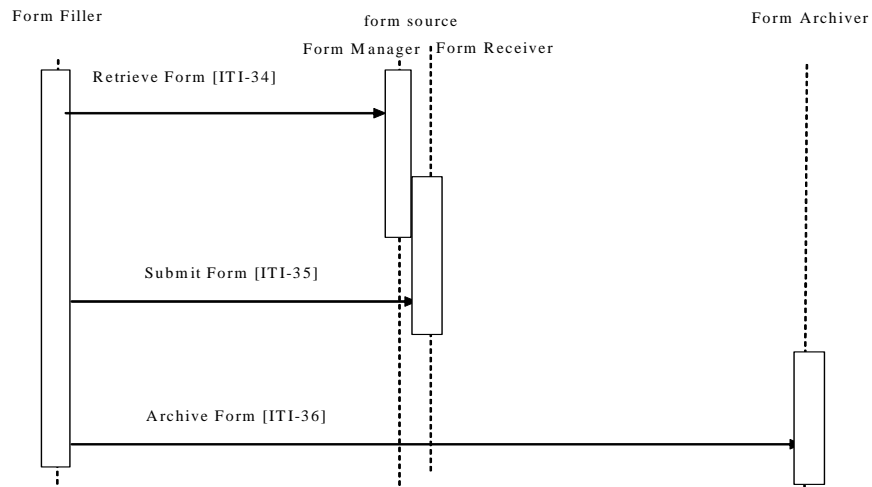 Form Filler
form source
Form Archiver
Form Manager
Form Receiver
Retrieve Form [ITI-34]
Submit Form [ITI-35]
Archive Form [ITI-36]